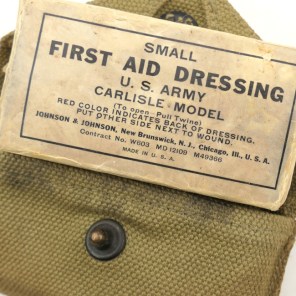 SMALL
FIRST AID DRESSING
U. S. ARMY
CARLISLE - MODEL
(To open - Pull Twine)
RED COLOR INDICATES BACK OF DRESSING.
PUT OTHER SIDE NEXT TO WOUND.
JOHNSON & JOHNSON, New Brunswick, N. J., Chicago, Ill., U. S. A.
Contract No. W803 MD 12108 M49366
MADE IN U. S. A.